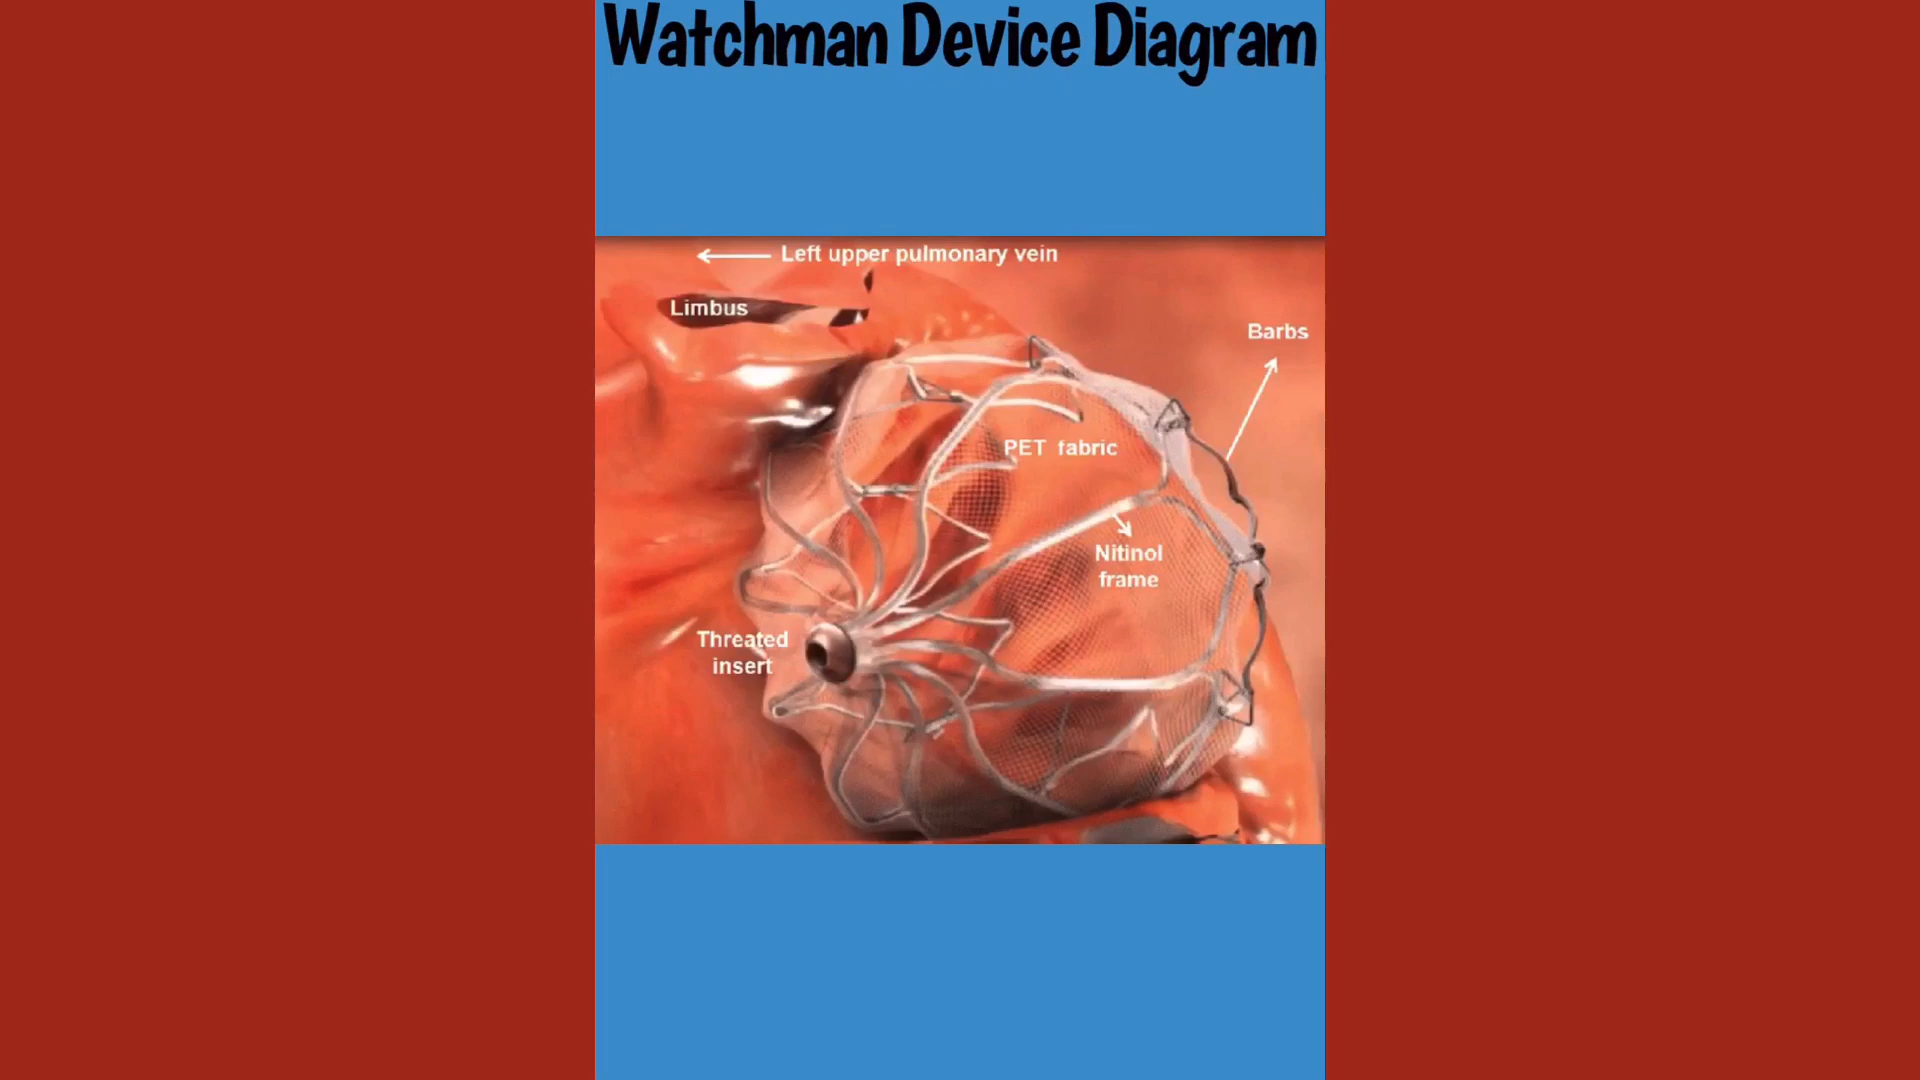 Watchman Device Diagram
Left upper pulmonary vein
Limbus
Barbs
PET fabric
Nitinol
frame
Threated
insert